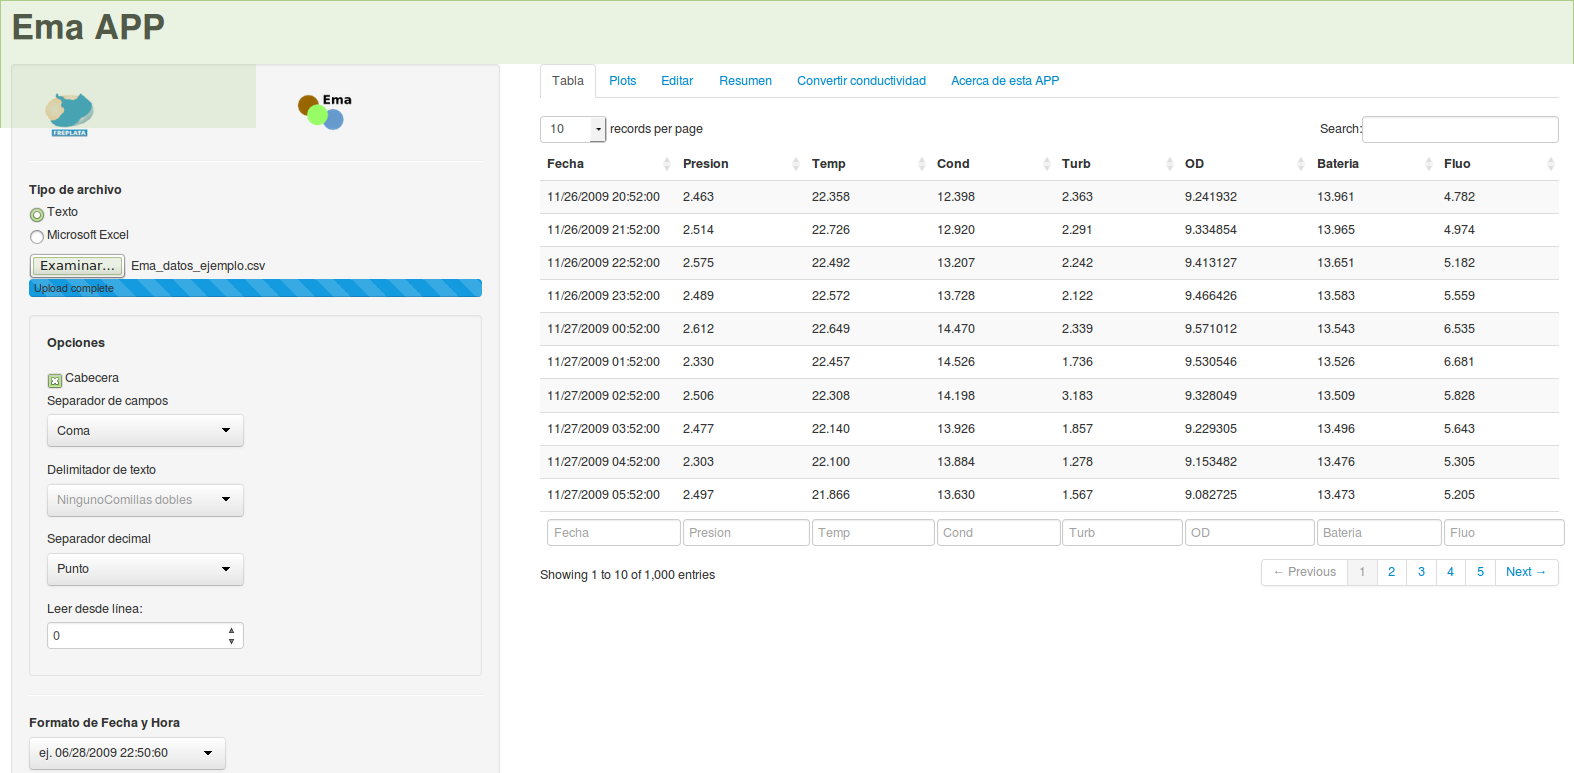 Ema APP
FREPLATA
Ema
Tipo de archivo
Texto
Microsoft Excel
Examinar... Ema_datos_ejemplo.csv
Upload complete
Opciones
Cabecera
Separador de campos
Coma
Delimitador de texto
NingunoComillas dobles
Separador decimal
Punto
Leer desde línea:
0
Formato de Fecha y Hora
ej. 06/28/2009 22:50:60
Tabla Plots Editar Resumen Convertir conductividad Acerca de esta APP
10 records per page Search:
Fecha Presion Temp Cond Turb OD Bateria Fluo
11/26/2009 20:52:00 2.463 22.358 12.398 2.363 9.241932 13.961 4.782
11/26/2009 21:52:00 2.514 22.726 12.920 2.291 9.334854 13.965 4.974
11/26/2009 22:52:00 2.575 22.492 13.207 2.242 9.413127 13.651 5.182
11/26/2009 23:52:00 2.489 22.572 13.728 2.122 9.466426 13.583 5.559
11/27/2009 00:52:00 2.612 22.649 14.470 2.339 9.571012 13.543 6.535
11/27/2009 01:52:00 2.330 22.457 14.526 1.736 9.530546 13.526 6.681
11/27/2009 02:52:00 2.506 22.308 14.198 3.183 9.328049 13.509 5.828
11/27/2009 03:52:00 2.477 22.140 13.926 1.857 9.229305 13.496 5.643
11/27/2009 04:52:00 2.303 22.100 13.884 1.278 9.153482 13.476 5.305
11/27/2009 05:52:00 2.497 21.866 13.630 1.567 9.082725 13.473 5.205
Fecha Presion Temp Cond Turb OD Bateria Fluo
Showing 1 to 10 of 1,000 entries ← Previous 1 2 3 4 5 Next →